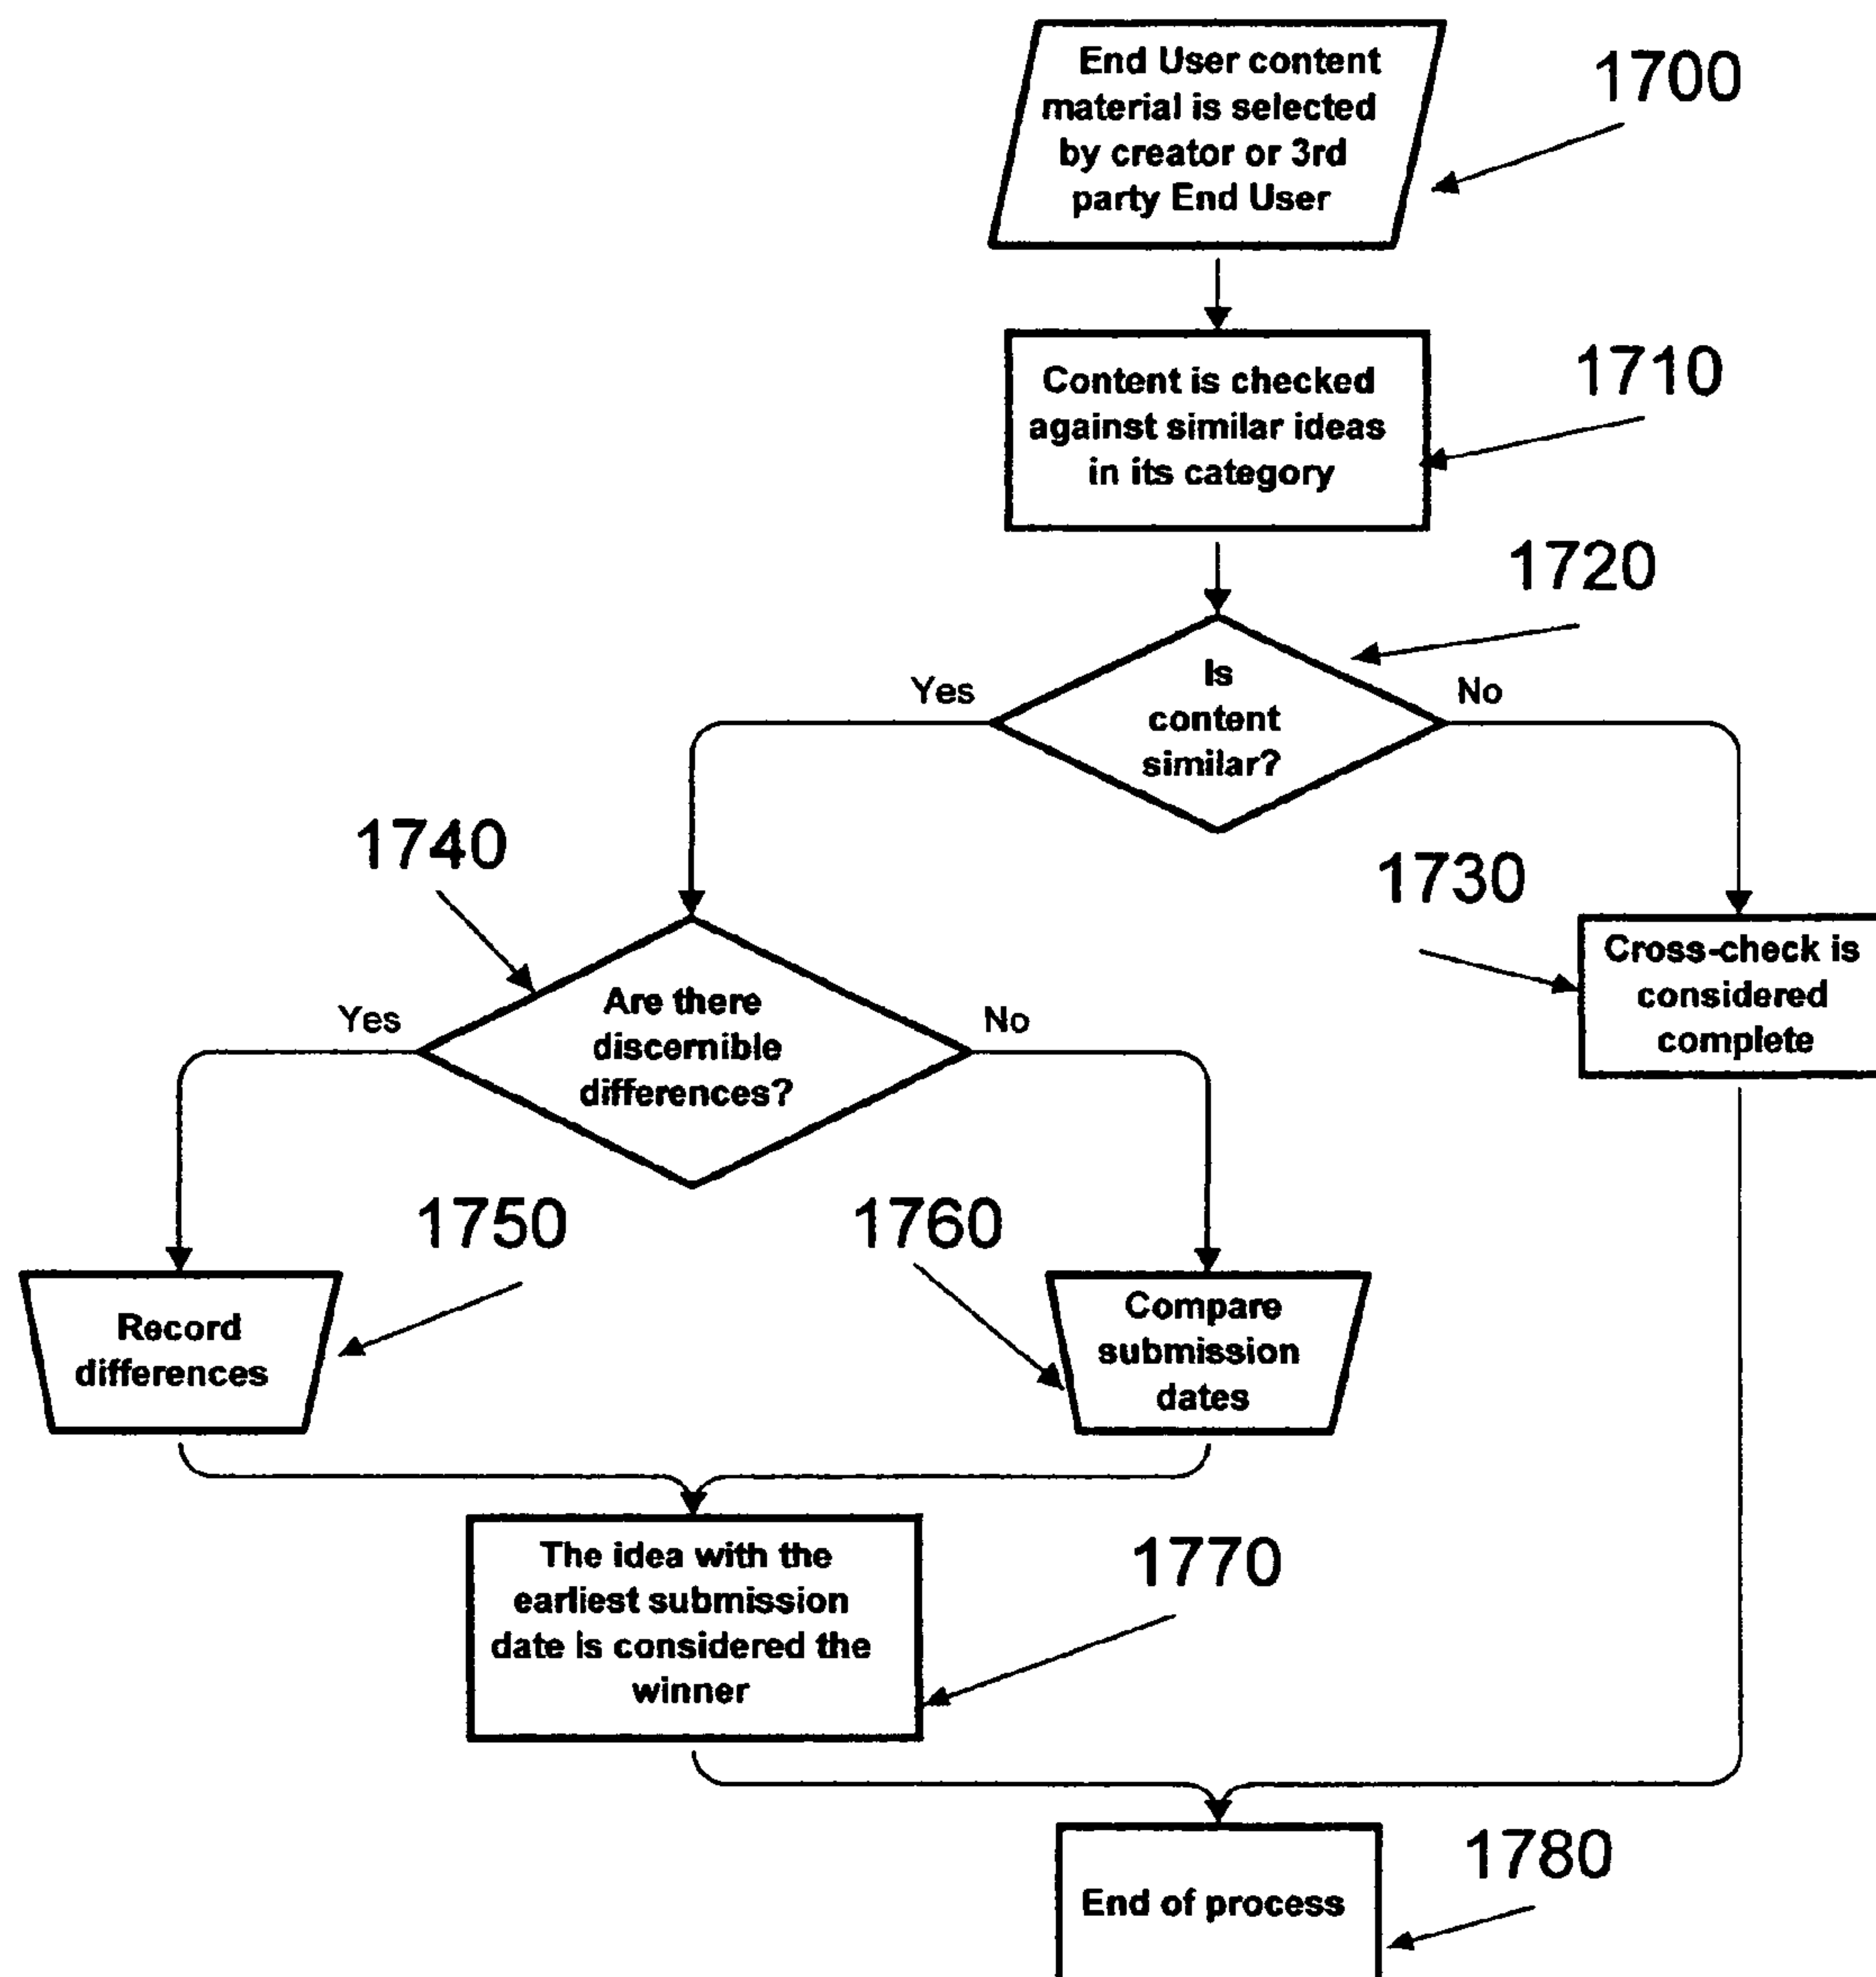 End User content
material is selected
by creator or 3rd
party End User
1700
Content is checked
against similar ideas
in its category
1710
1720
Is
content
similar?
Yes
No
1740
1730
Are there
discernible
differences?
Yes
No
Cross-check is
considered
complete
1750
1760
Record
differences
Compare
submission
dates
The idea with the
earliest submission
date is considered the
winner
1770
End of process
1780